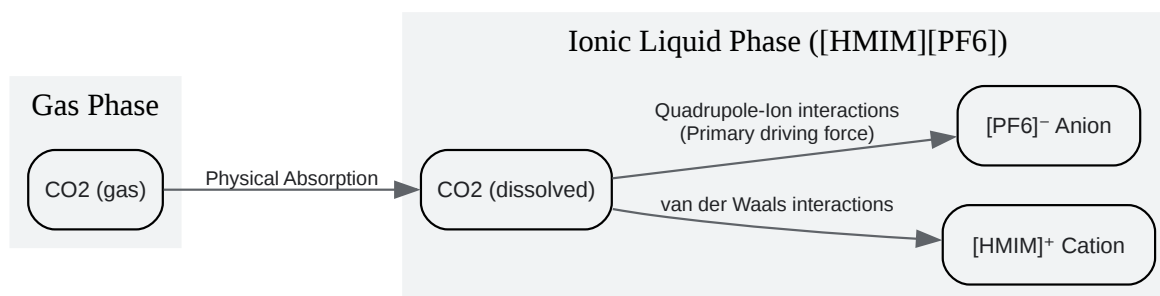 Ionic Liquid Phase ([HMIM][PF6])
Gas Phase
CO2 (gas)
Physical Absorption
CO2 (dissolved)
Quadrupole-Ion interactions
(Primary driving force)
[PF6]⁻ Anion
van der Waals interactions
[HMIM]⁺ Cation